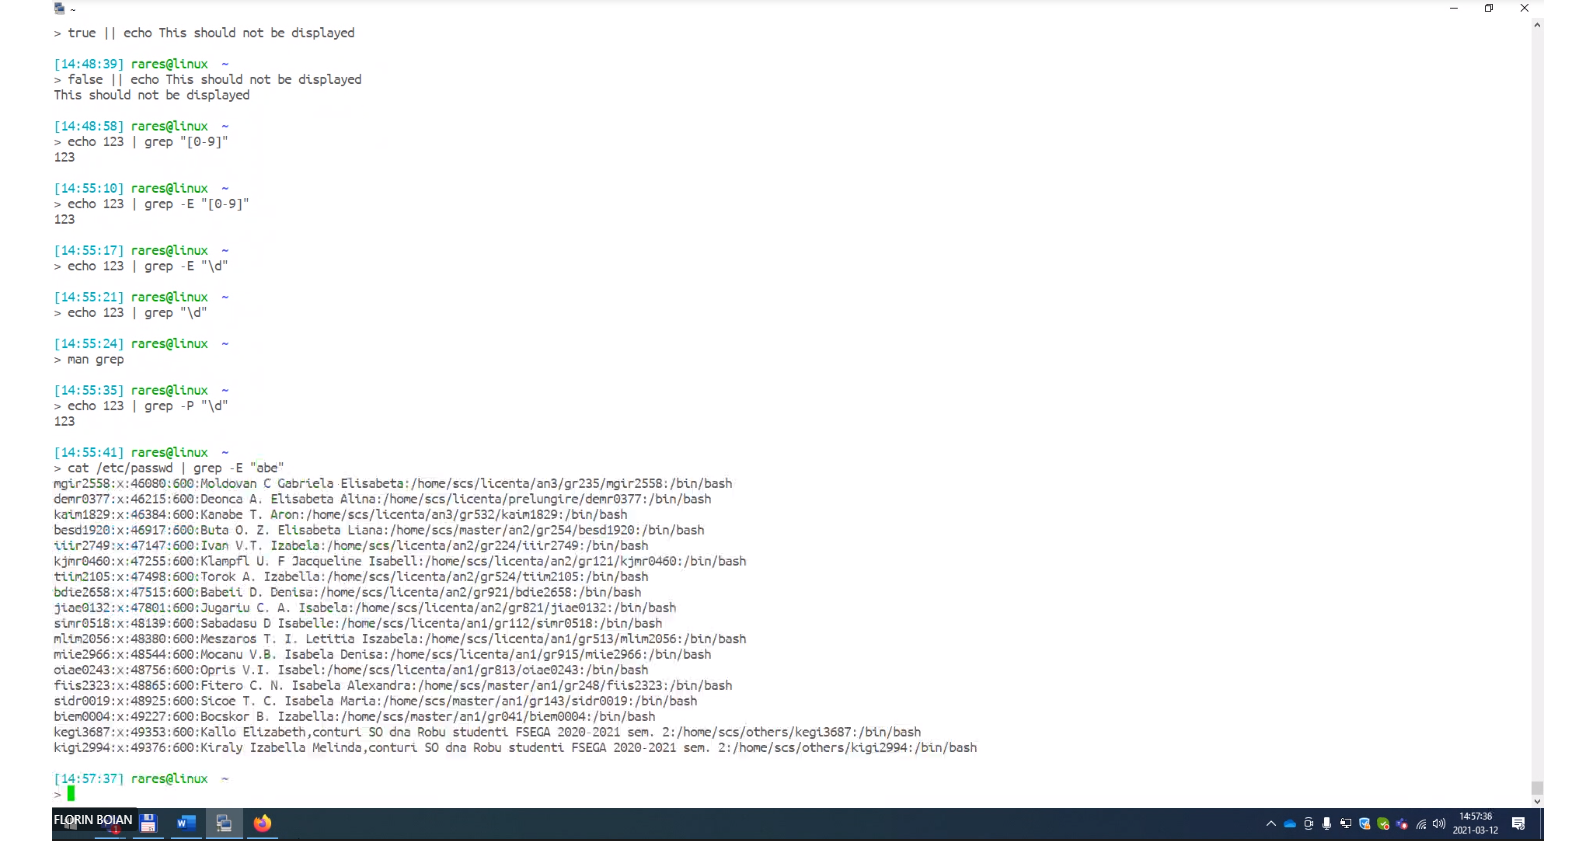 ~
> true || echo This should not be displayed
[14:48:39] rares@linux ~
> false || echo This should not be displayed
This should not be displayed
[14:48:58] rares@linux ~
> echo 123 | grep "[0-9]"
123
[14:55:10] rares@linux ~
> echo 123 | grep -E "[0-9]"
123
[14:55:17] rares@linux ~
> echo 123 | grep -E "\d"
[14:55:21] rares@linux ~
> echo 123 | grep "\d"
[14:55:24] rares@linux ~
> man grep
[14:55:35] rares@linux ~
> echo 123 | grep -P "\d"
123
[14:55:41] rares@linux ~
> cat /etc/passwd | grep -E "abe"
mgir2558:x:46080:600:Moldovan C Gabriela Elisabeta:/home/scs/licenta/an3/gr235/mgir2558:/bin/bash
demr0377:x:46215:600:Deonca A. Elisabeta Alina:/home/scs/licenta/prelungire/demr0377:/bin/bash
kaim1829:x:46384:600:Kanabe T. Aron:/home/scs/licenta/an3/gr532/kaim1829:/bin/bash
besd1920:x:46917:600:Buta O. Z. Elisabeta Liana:/home/scs/master/an2/gr254/besd1920:/bin/bash
iiir2749:x:47147:600:Ivan V.T. Izabela:/home/scs/licenta/an2/gr224/iiir2749:/bin/bash
kjmr0460:x:47255:600:Klampfl U. F Jacqueline Isabell:/home/scs/licenta/an2/gr121/kjmr0460:/bin/bash
tiim2105:x:47498:600:Torok A. Izabella:/home/scs/licenta/an2/gr524/tiim2105:/bin/bash
bdie2658:x:47515:600:Babeii D. Denisa:/home/scs/licenta/an2/gr921/bdie2658:/bin/bash
jiae0132:x:47801:600:Jugariu C. A. Isabela:/home/scs/licenta/an2/gr821/jiae0132:/bin/bash
simr0518:x:48139:600:Sabadasu D Isabelle:/home/scs/licenta/an1/gr112/simr0518:/bin/bash
mlim2056:x:48380:600:Meszaros T. I. Letitia Iszabela:/home/scs/licenta/an1/gr513/mlim2056:/bin/bash
miie2966:x:48544:600:Mocanu V.B. Isabela Denisa:/home/scs/licenta/an1/gr915/miie2966:/bin/bash
oiae0243:x:48756:600:Opris V.I. Isabel:/home/scs/licenta/an1/gr813/oiae0243:/bin/bash
fiis2323:x:48865:600:Fitero C. N. Isabela Alexandra:/home/scs/master/an1/gr248/fiis2323:/bin/bash
sidr0019:x:48925:600:Sicoe T. C. Isabela Maria:/home/scs/master/an1/gr143/sidr0019:/bin/bash
biem0004:x:49227:600:Bocskor B. Izabella:/home/scs/master/an1/gr041/biem0004:/bin/bash
kegi3687:x:49353:600:Kallo Elizabeth,conturi SO dna Robu studenti FSEGA 2020-2021 sem. 2:/home/scs/others/kegi3687:/bin/bash
kigi2994:x:49376:600:Kiraly Izabella Melinda,conturi SO dna Robu studenti FSEGA 2020-2021 sem. 2:/home/scs/others/kigi2994:/bin/bash
[14:57:37] rares@linux ~
>
FLORIN BOIAN
14:57:36
2021-03-12